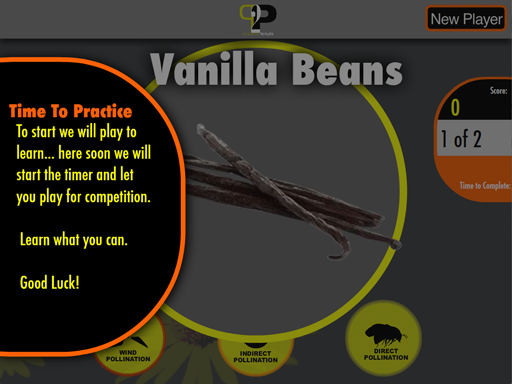 P2P
New Player
Vanilla Beans
Score:
0
1 of 2
Time to Complete:
Time To Practice
To start we will play to
learn... here soon we will
start the timer and let
you play for competition.
Learn what you can.
Good Luck!
WIND
POLLINATION
INDIRECT
POLLINATION
DIRECT
POLLINATION